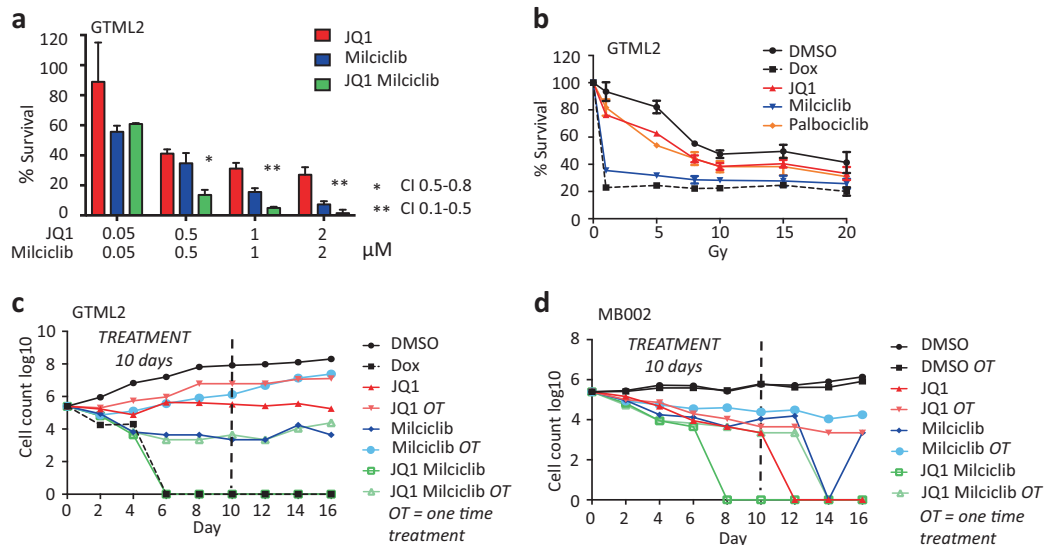 a
GTML2
120
100
80
60
40
20
0
% Survival
JQ1
Milciclib
JQ1 Milciclib
*
**
**
* CI 0.5-0.8
** CI 0.1-0.5
JQ1 0.05 0.5 1 2
Milciclib 0.05 0.5 1 2
μM
b
GTML2
120
100
80
60
40
20
0
% Survival
0 5 10 15 20
Gy
DMSO
Dox
JQ1
Milciclib
Palbociclib
c
GTML2
TREATMENT
10 days
10
8
6
4
2
0
Cell count log10
0 2 4 6 8 10 12 14 16
Day
DMSO
Dox
JQ1
JQ1 OT
Milciclib
Milciclib OT
JQ1 Milciclib
JQ1 Milciclib OT
OT = one time
treatment
d
MB002
TREATMENT
10 days
8
6
4
2
0
Cell count log10
0 2 4 6 8 10 12 14 16
Day
DMSO
DMSO OT
JQ1
JQ1 OT
Milciclib
Milciclib OT
JQ1 Milciclib
JQ1 Milciclib OT
OT = one time
treatment